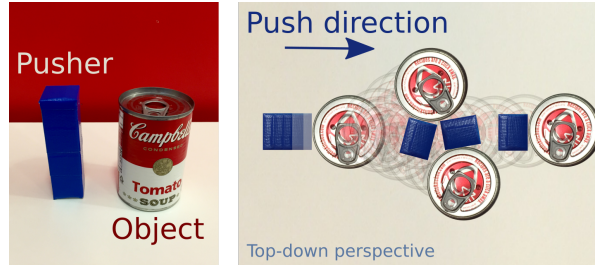 Pusher
Campbell's
CONDENSED
Tomato
SOUP
Object
Push direction
Top-down perspective